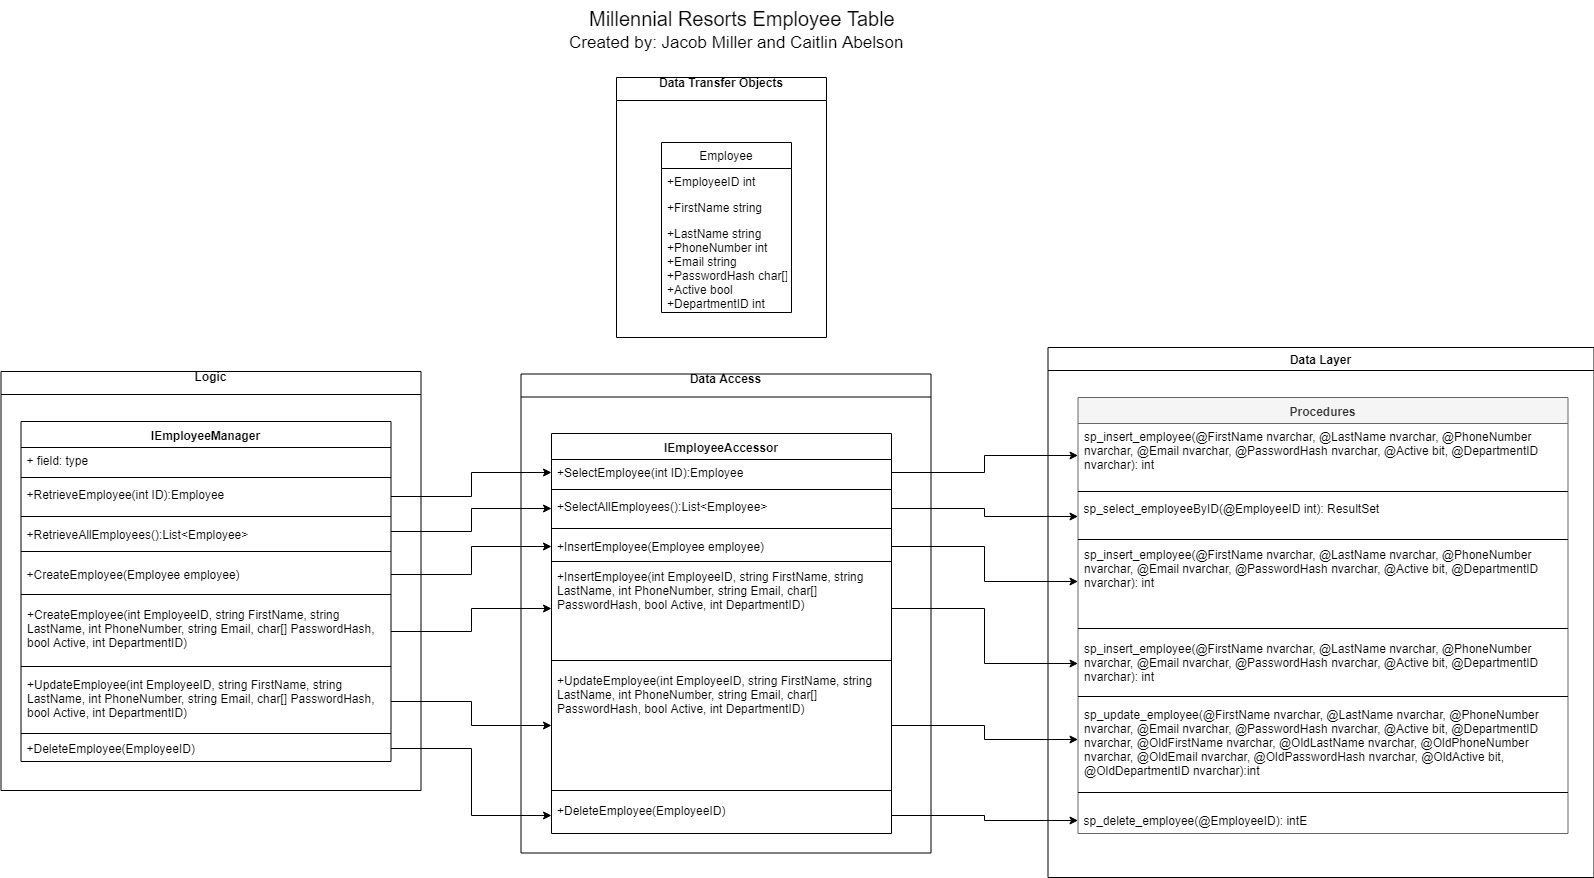 Millennial Resorts Employee Table
Created by: Jacob Miller and Caitlin Abelson
Data Transfer Objects
Employee
+EmployeeID int
+FirstName string
+LastName string
+PhoneNumber int
+Email string
+PasswordHash char[]
+Active bool
+DepartmentID int
Logic
IEmployeeManager
+ field: type
+RetrieveEmployee(int ID):Employee
+RetrieveAllEmployees():List<Employee>
+CreateEmployee(Employee employee)
+CreateEmployee(int EmployeeID, string FirstName, string
LastName, int PhoneNumber, string Email, char[] PasswordHash,
bool Active, int DepartmentID)
+UpdateEmployee(int EmployeeID, string FirstName, string
LastName, int PhoneNumber, string Email, char[] PasswordHash,
bool Active, int DepartmentID)
+DeleteEmployee(EmployeeID)
Data Access
IEmployeeAccessor
+SelectEmployee(int ID):Employee
+SelectAllEmployees():List<Employee>
+InsertEmployee(Employee employee)
+InsertEmployee(int EmployeeID, string FirstName, string
LastName, int PhoneNumber, string Email, char[]
PasswordHash, bool Active, int DepartmentID)
+UpdateEmployee(int EmployeeID, string FirstName, string
LastName, int PhoneNumber, string Email, char[]
PasswordHash, bool Active, int DepartmentID)
+DeleteEmployee(EmployeeID)
Data Layer
Procedures
sp_insert_employee(@FirstName nvarchar, @LastName nvarchar, @PhoneNumber
nvarchar, @Email nvarchar, @PasswordHash nvarchar, @Active bit, @DepartmentID
nvarchar): int
sp_select_employeeByID(@EmployeeID int): ResultSet
sp_insert_employee(@FirstName nvarchar, @LastName nvarchar, @PhoneNumber
nvarchar, @Email nvarchar, @PasswordHash nvarchar, @Active bit, @DepartmentID
nvarchar): int
sp_insert_employee(@FirstName nvarchar, @LastName nvarchar, @PhoneNumber
nvarchar, @Email nvarchar, @PasswordHash nvarchar, @Active bit, @DepartmentID
nvarchar): int
sp_update_employee(@FirstName nvarchar, @LastName nvarchar, @PhoneNumber
nvarchar, @Email nvarchar, @PasswordHash nvarchar, @Active bit, @DepartmentID
nvarchar, @OldFirstName nvarchar, @OldLastName nvarchar, @OldPhoneNumber
nvarchar, @OldEmail nvarchar, @OldPasswordHash nvarchar, @OldActive bit,
@OldDepartmentID nvarchar):int
sp_delete_employee(@EmployeeID): intE